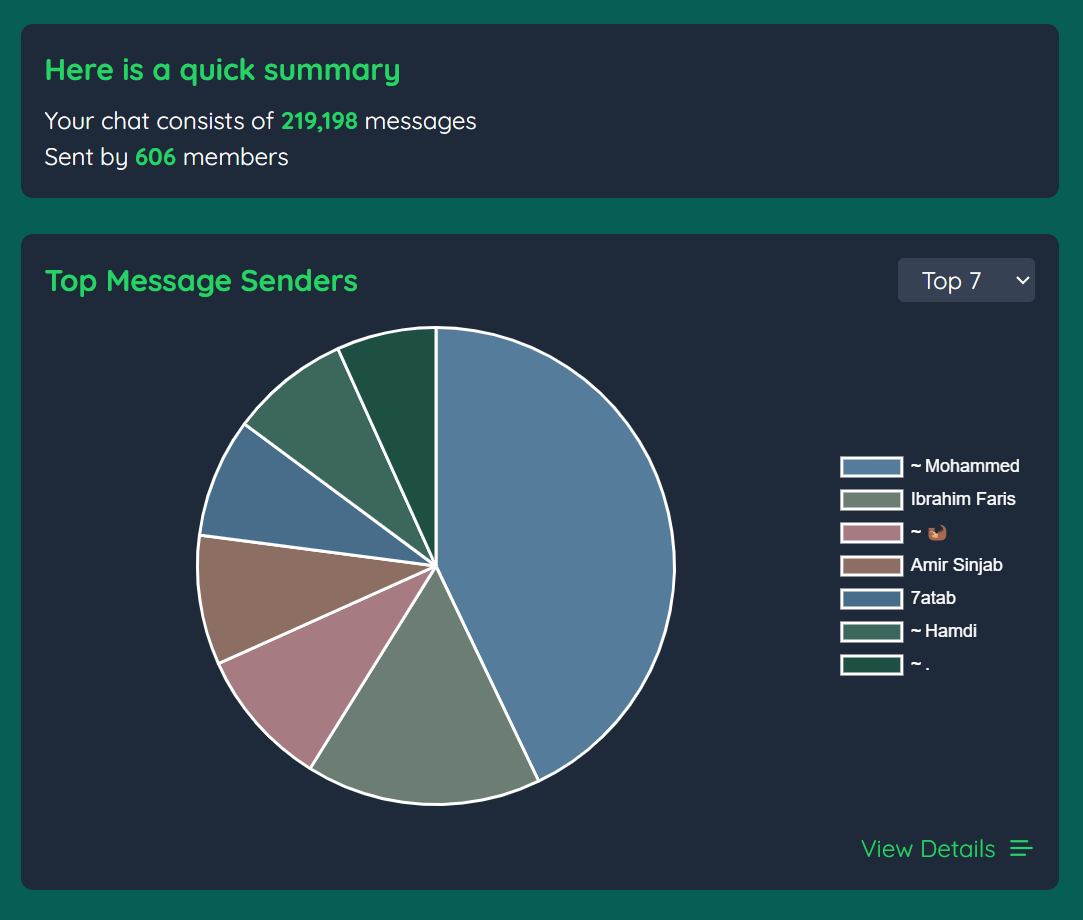 Here is a quick summary
Your chat consists of 219,198 messages
Sent by 606 members
Top Message Senders
Top 7
~ Mohammed
Ibrahim Faris
~ 🦦
Amir Sinjab
7atab
~ Hamdi
~ .
View Details